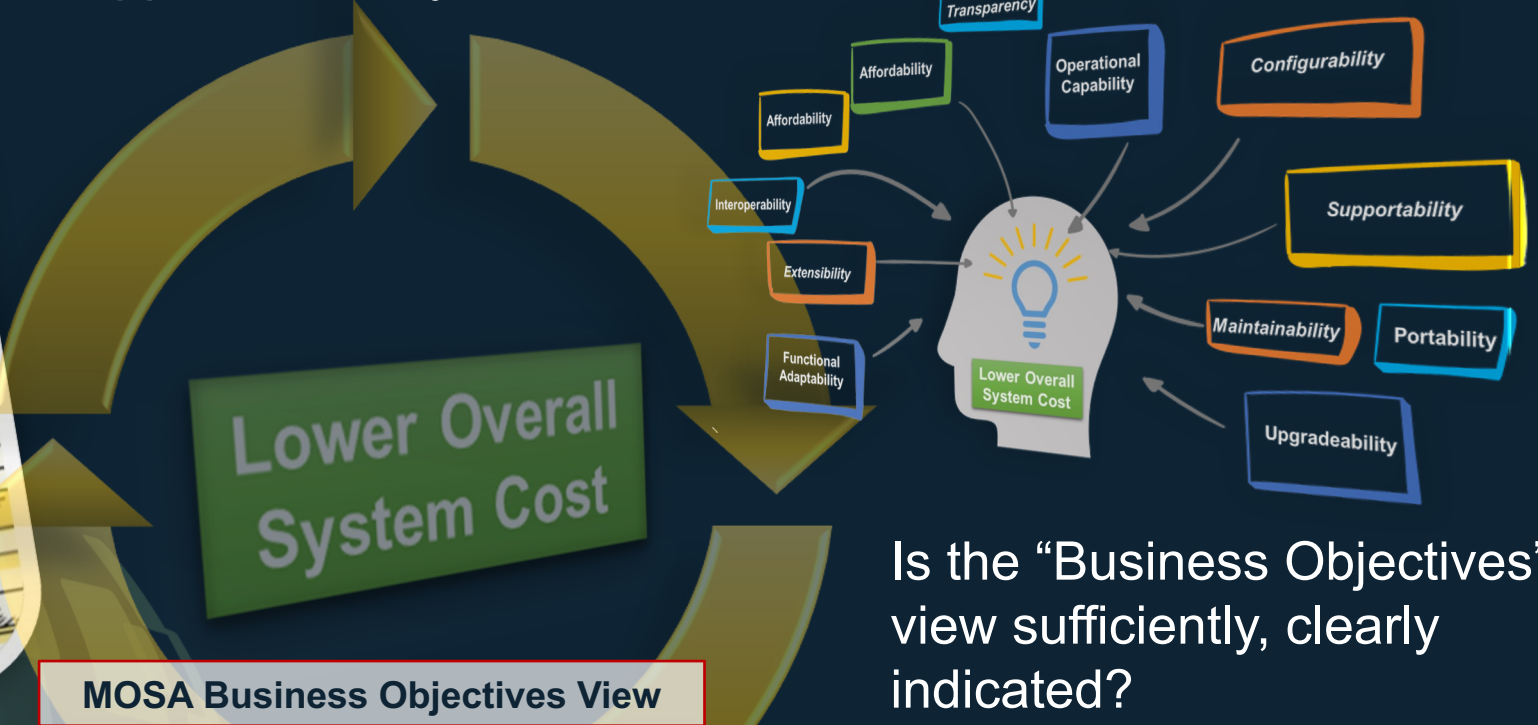 Transparency
Affordability
Operational
Capability
Configurability
Affordability
Interoperability
Supportability
Extensibility
Maintainability
Portability
Functional
Adaptability
Lower Overall
System Cost
Upgradeability
Lower Overall
System Cost
Is the “Business Objectives”
view sufficiently, clearly
indicated?
MOSA Business Objectives View